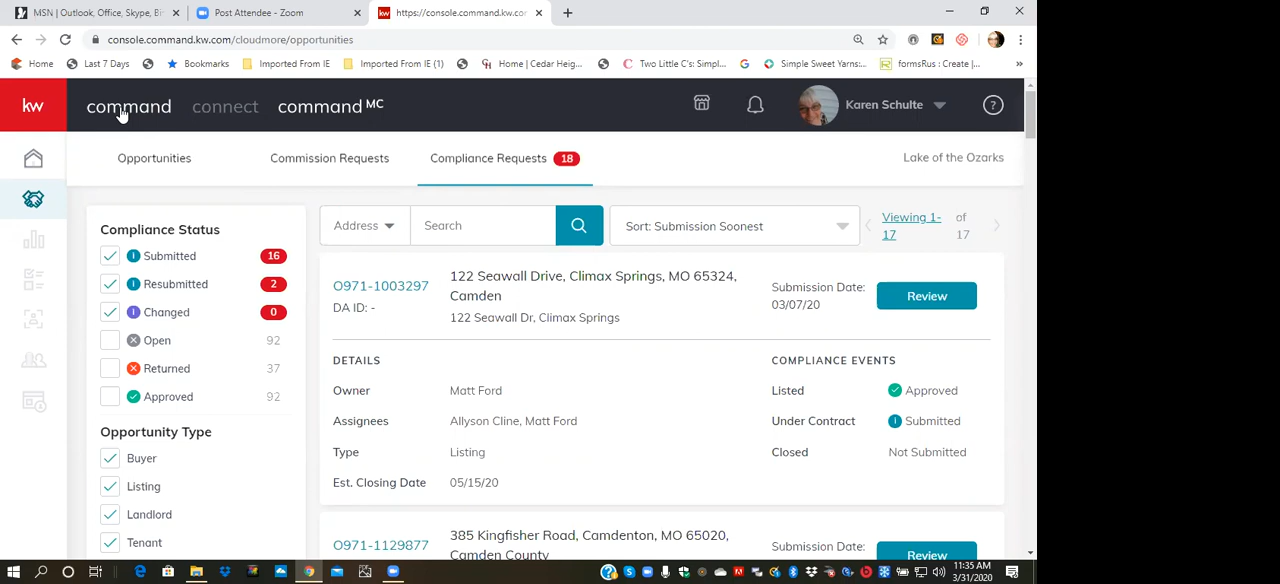 MSN | Outlook, Office, Skype, Bi
Post Attendee - Zoom
https://console.command.kw.co
console.command.kw.com/cloudmore/opportunities
Home
Last 7 Days
Bookmarks
Imported From IE
Imported From IE (1)
Home | Cedar Heig...
Two Little C's: Simpl...
Simple Sweet Yarns:...
formsRus : Create |...
kw
command
connect
command MC
Karen Schulte
Opportunities
Commission Requests
Compliance Requests 18
Lake of the Ozarks
Compliance Status
Submitted 16
Resubmitted 2
Changed 0
Open 92
Returned 37
Approved 92
Opportunity Type
Buyer
Listing
Landlord
Tenant
Address
Search
Sort: Submission Soonest
Viewing 1-
17
of
17
O971-1003297
DA ID: -
122 Seawall Drive, Climax Springs, MO 65324,
Camden
122 Seawall Dr, Climax Springs
Submission Date:
03/07/20
Review
DETAILS
Owner Matt Ford
Assignees Allyson Cline, Matt Ford
Type Listing
Est. Closing Date 05/15/20
COMPLIANCE EVENTS
Listed Approved
Under Contract Submitted
Closed Not Submitted
O971-1129877
385 Kingfisher Road, Camdenton, MO 65020,
Camden County
Submission Date:
Review
11:35 AM
3/31/2020